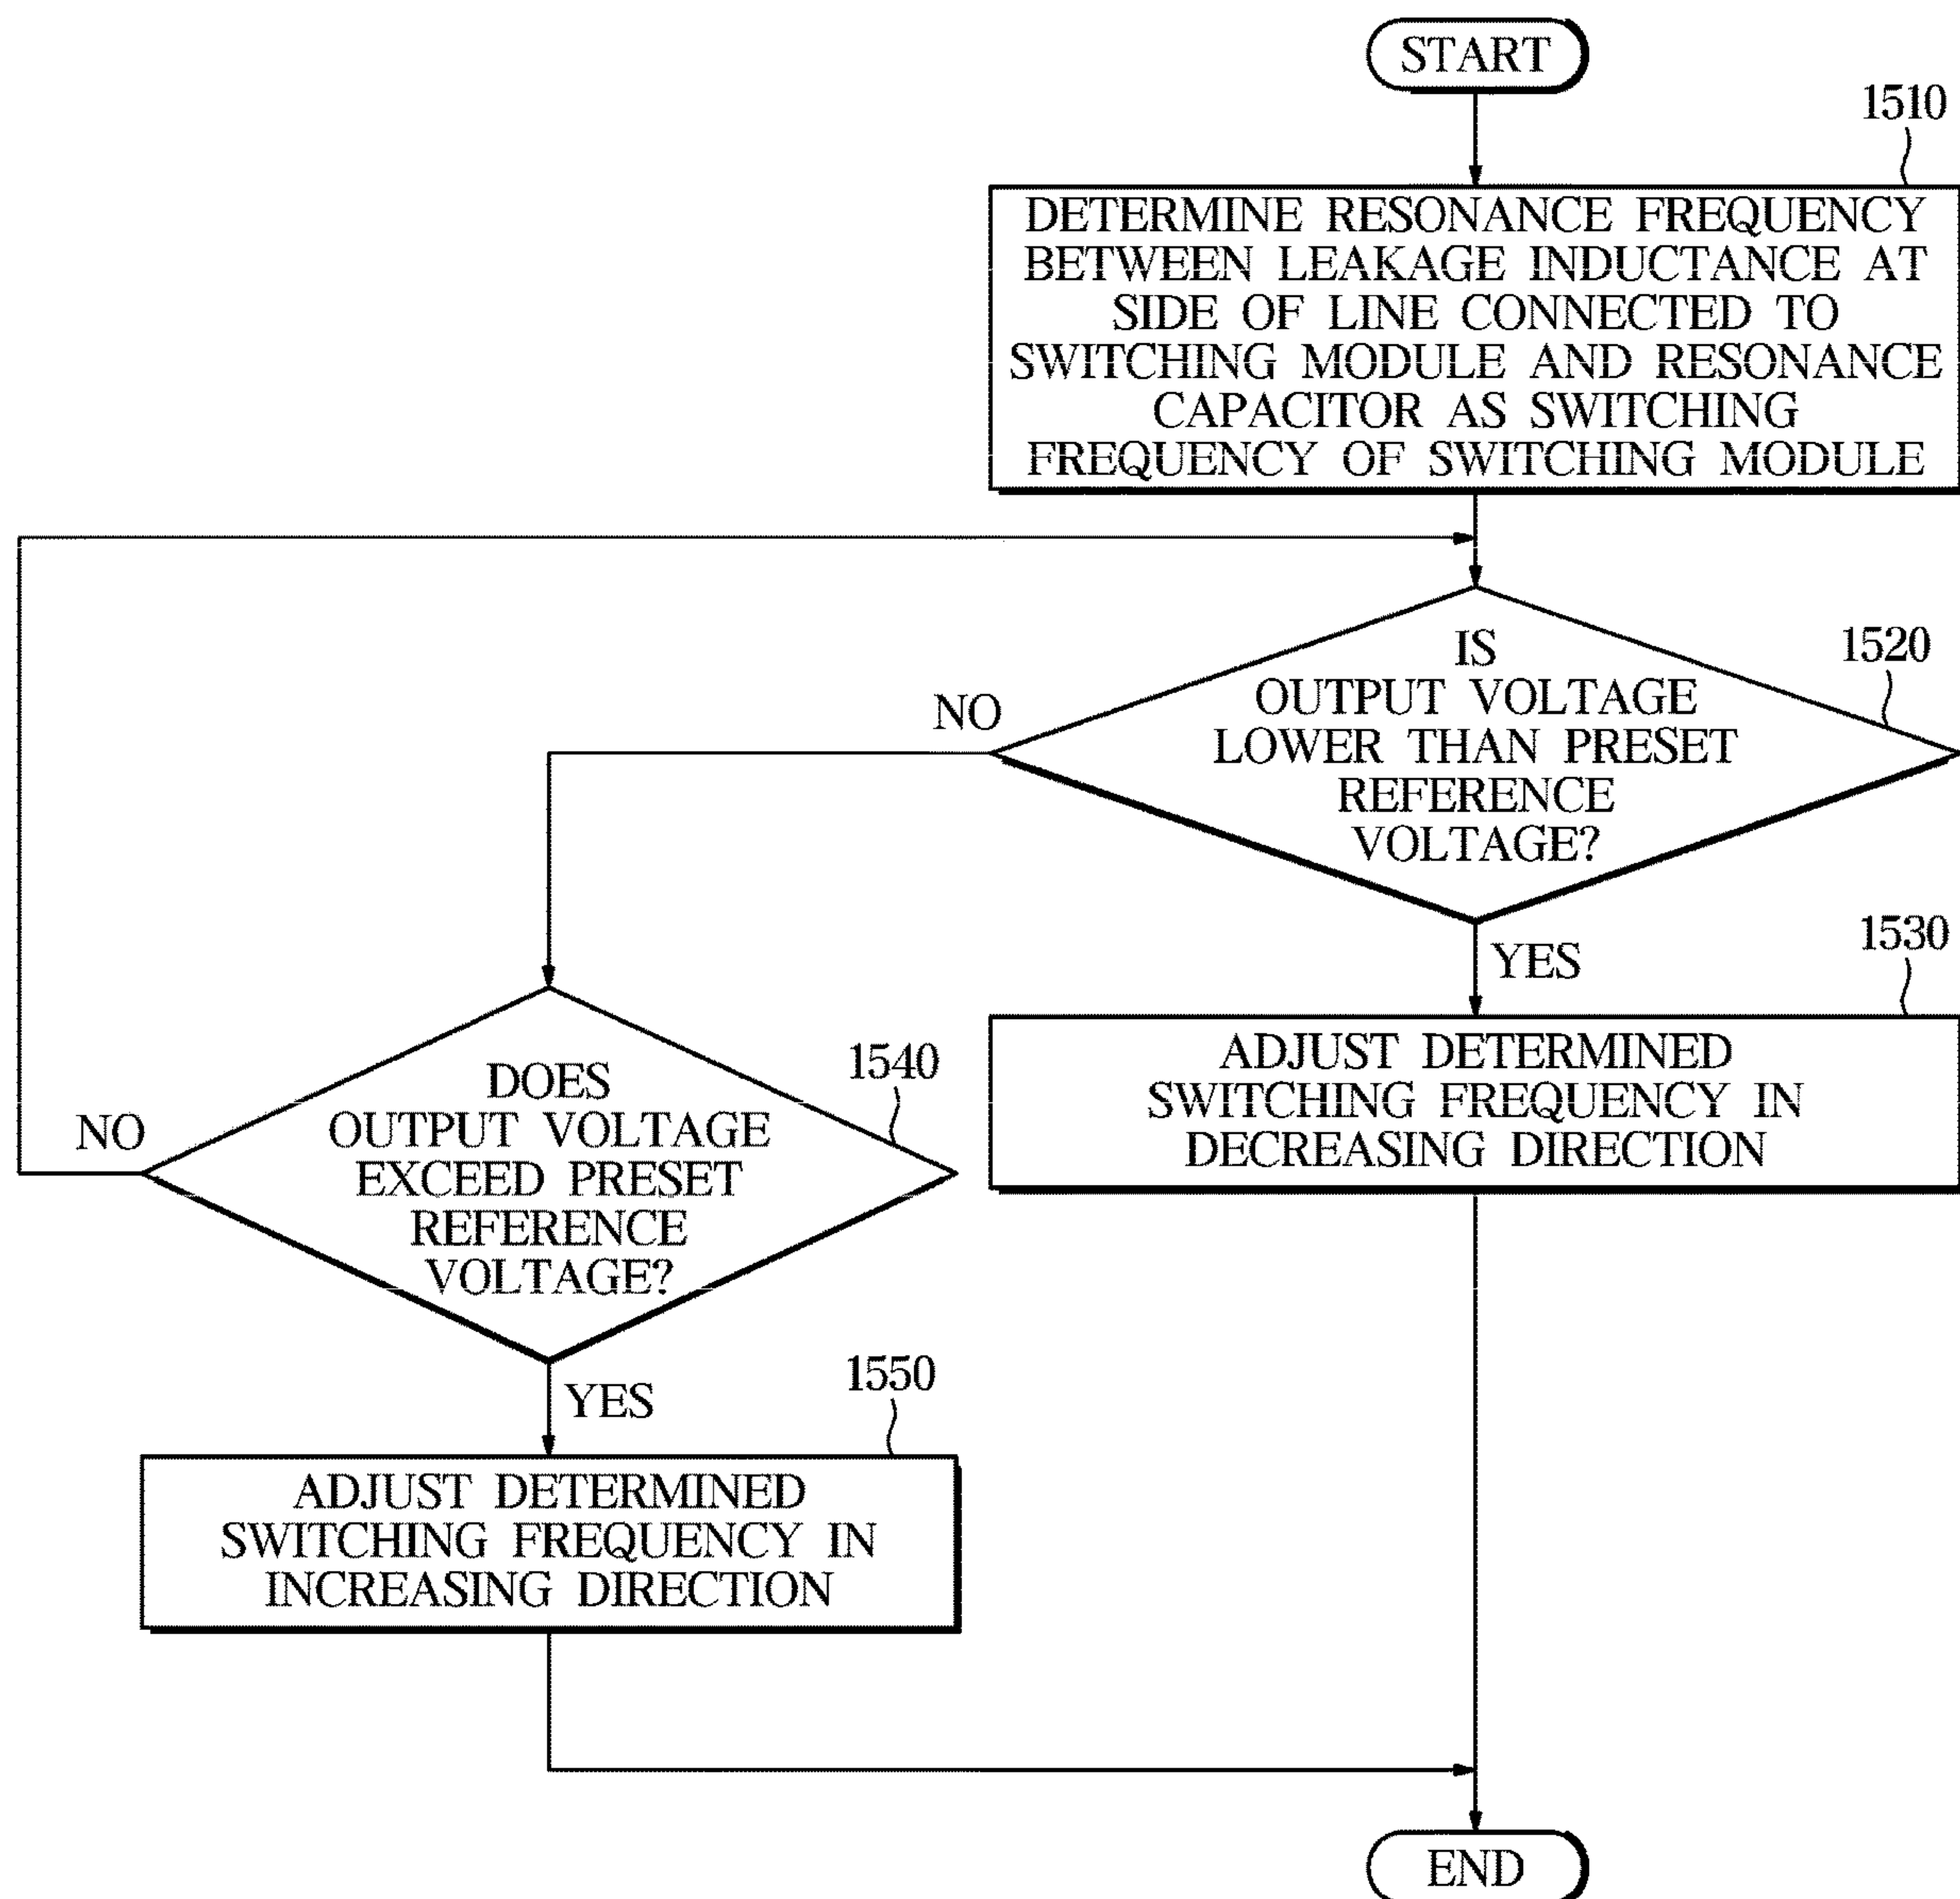 START
1510
DETERMINE RESONANCE FREQUENCY
BETWEEN LEAKAGE INDUCTANCE AT
SIDE OF LINE CONNECTED TO
SWITCHING MODULE AND RESONANCE
CAPACITOR AS SWITCHING
FREQUENCY OF SWITCHING MODULE
1520
IS
OUTPUT VOLTAGE
LOWER THAN PRESET
REFERENCE
VOLTAGE?
NO
YES
1530
ADJUST DETERMINED
SWITCHING FREQUENCY IN
DECREASING DIRECTION
1540
DOES
OUTPUT VOLTAGE
EXCEED PRESET
REFERENCE
VOLTAGE?
NO
YES
1550
ADJUST DETERMINED
SWITCHING FREQUENCY IN
INCREASING DIRECTION
END